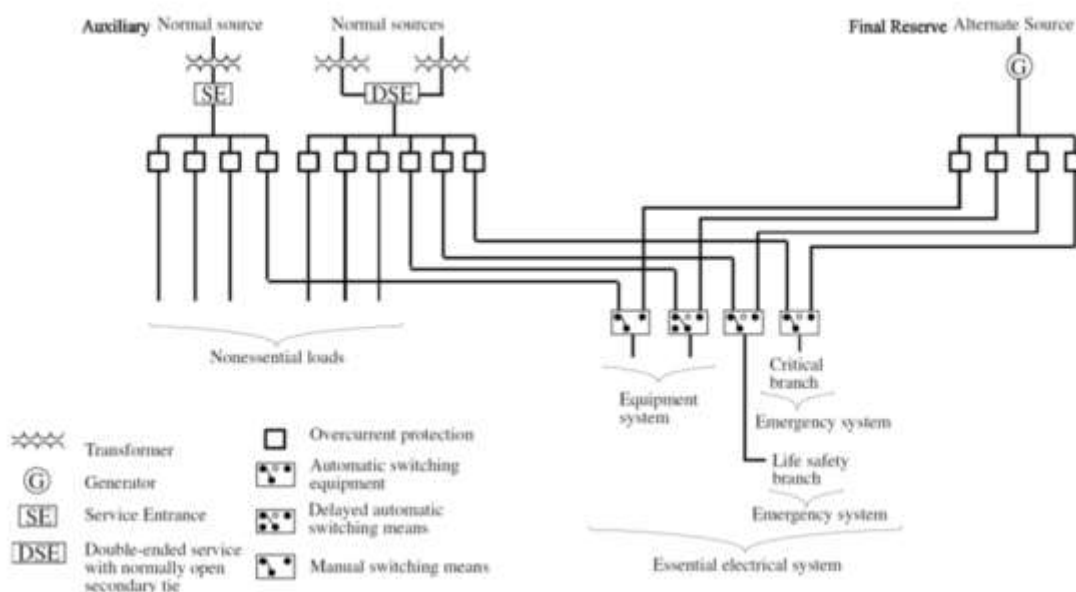 Auxiliary Normal source
Normal sources
Final Reserve Alternate Source
SE
DSE
G
Nonessential loads
Equipment
system
Critical
branch
Emergency system
Life safety
branch
Emergency system
Essential electrical system
Transformer
G
Generator
SE
Service Entrance
DSE
Double-ended service
with normally open
secondary tie
Overcurrent protection
Automatic switching
equipment
Delayed automatic
switching means
Manual switching means